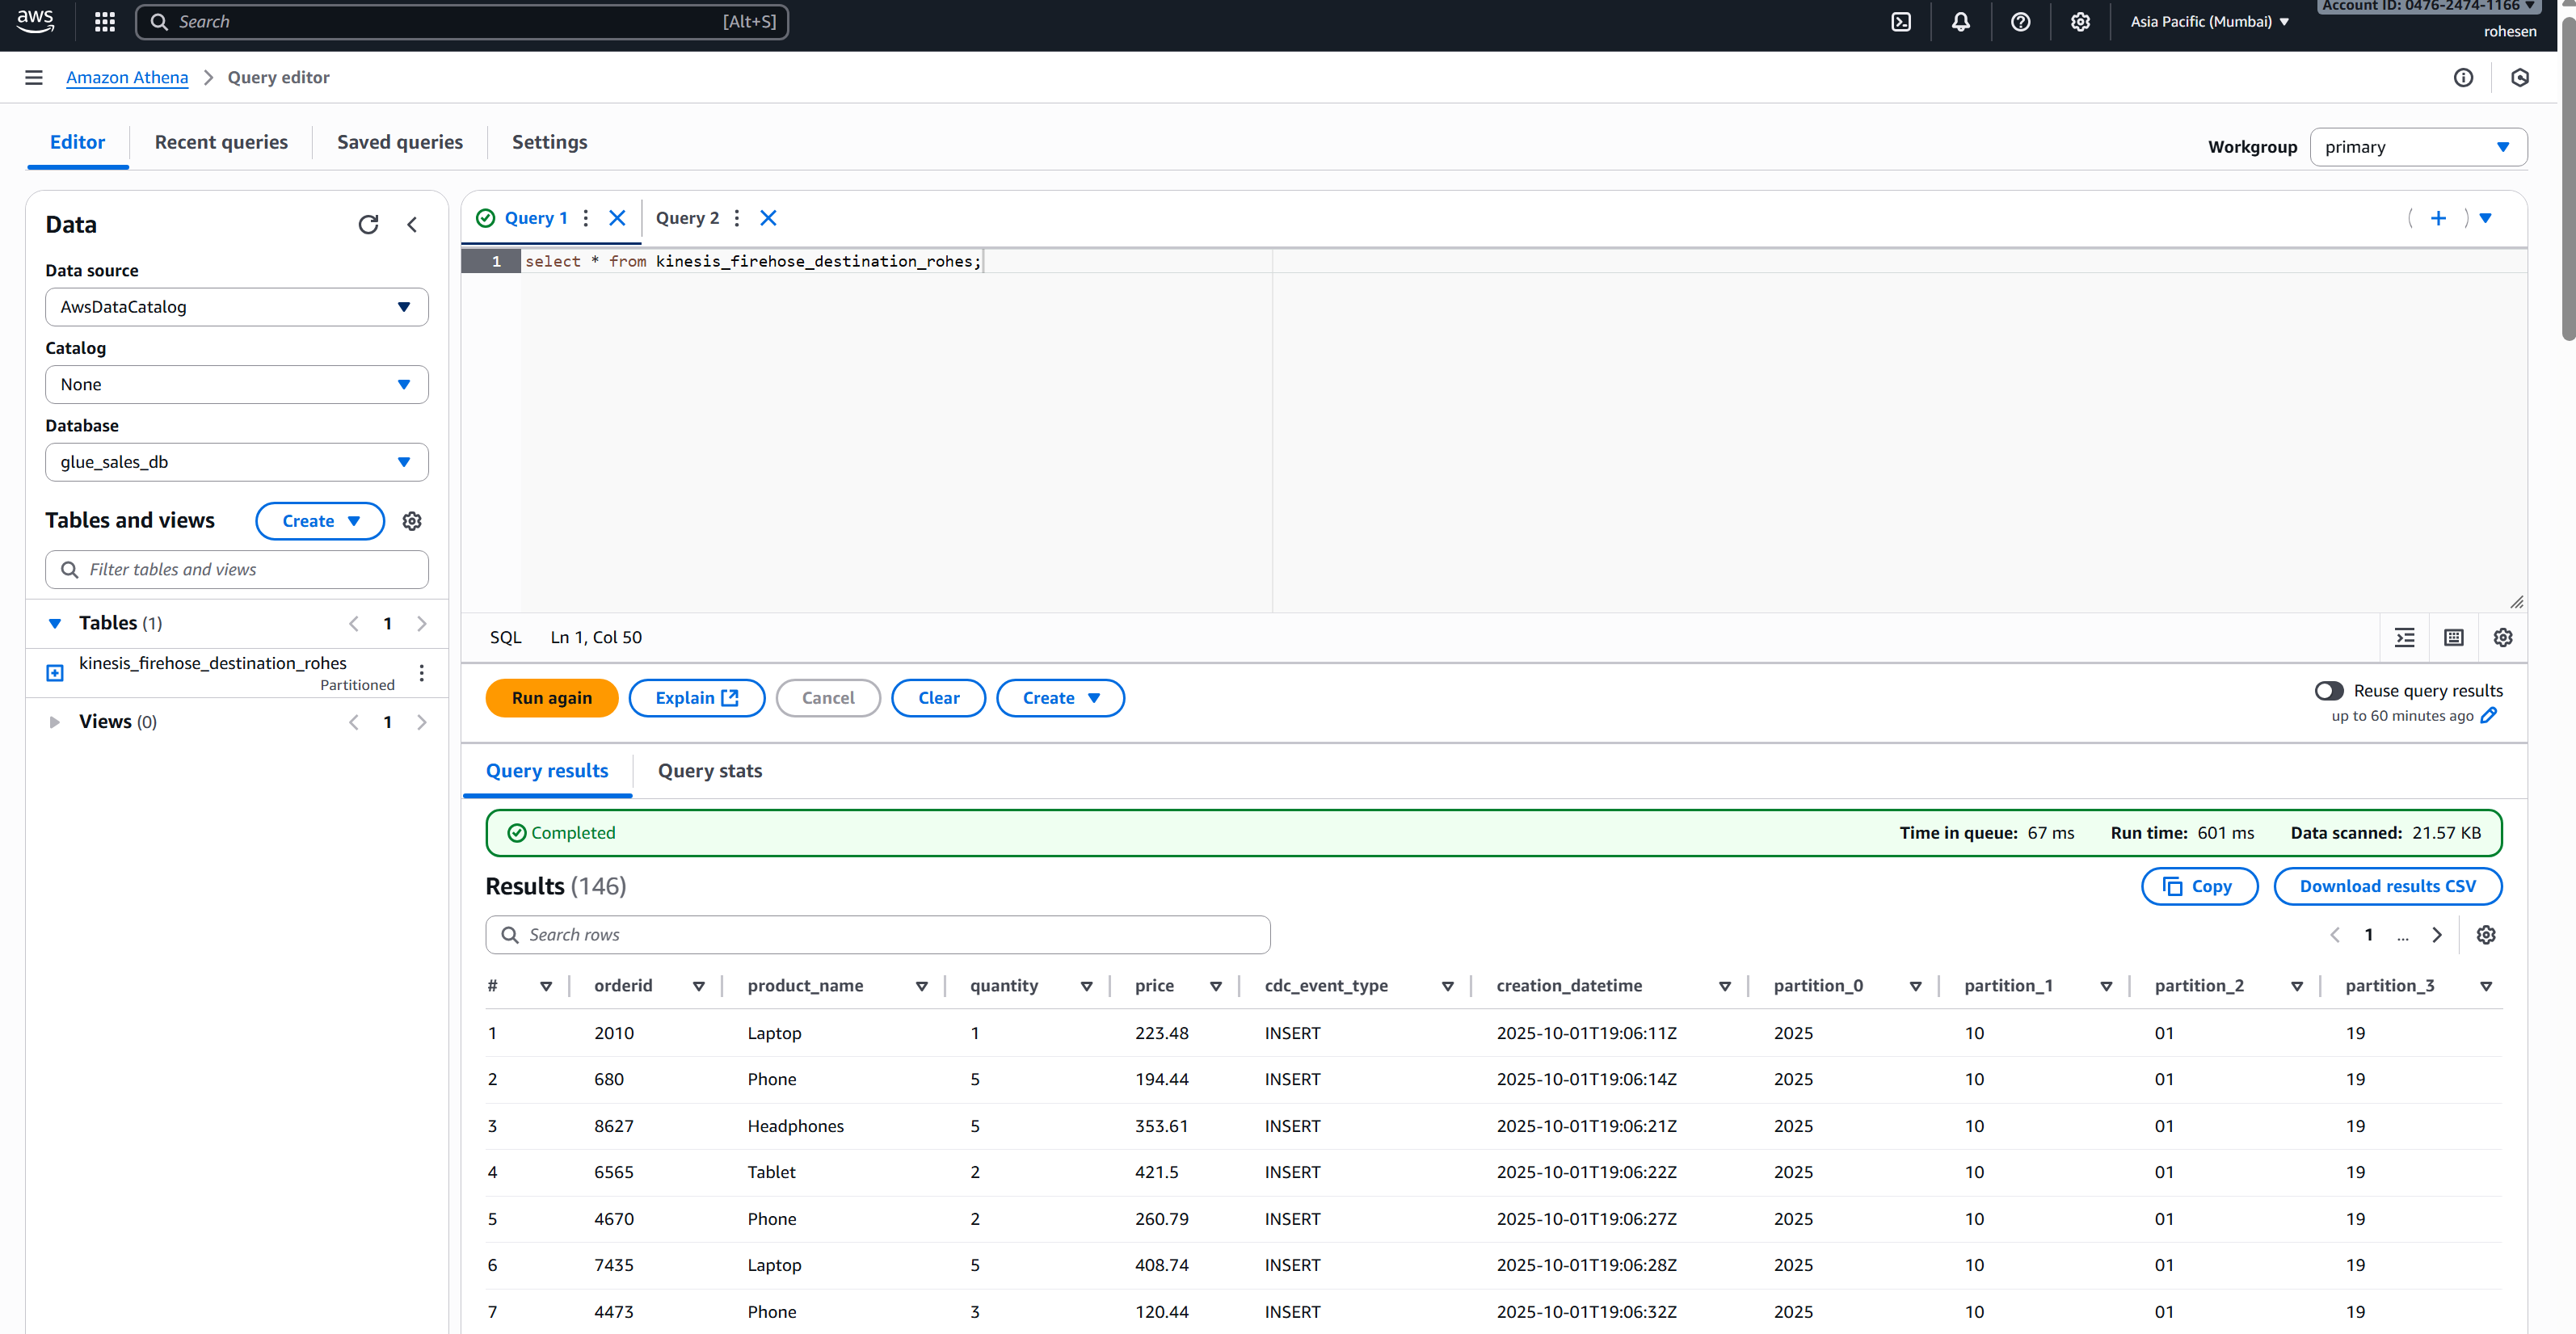 aws
Search [Alt+S]
Asia Pacific (Mumbai)
Account ID: 0476-2474-1166
rohesen
Amazon Athena > Query editor
Editor Recent queries Saved queries Settings
Workgroup primary
Data
Data source
AwsDataCatalog
Catalog
None
Database
glue_sales_db
Tables and views Create
Filter tables and views
Tables (1) < 1 >
kinesis_firehose_destination_rohes
Partitioned
Views (0) < 1 >
Query 1 Query 2
1 select * from kinesis_firehose_destination_rohes;
SQL Ln 1, Col 50
Run again Explain Cancel Clear Create
Reuse query results
up to 60 minutes ago
Query results Query stats
Completed Time in queue: 67 ms Run time: 601 ms Data scanned: 21.57 KB
Results (146) Copy Download results CSV
Search rows < 1 ... >
# orderid product_name quantity price cdc_event_type creation_datetime partition_0 partition_1 partition_2 partition_3
1 2010 Laptop 1 223.48 INSERT 2025-10-01T19:06:11Z 2025 10 01 19
2 680 Phone 5 194.44 INSERT 2025-10-01T19:06:14Z 2025 10 01 19
3 8627 Headphones 5 353.61 INSERT 2025-10-01T19:06:21Z 2025 10 01 19
4 6565 Tablet 2 421.5 INSERT 2025-10-01T19:06:22Z 2025 10 01 19
5 4670 Phone 2 260.79 INSERT 2025-10-01T19:06:27Z 2025 10 01 19
6 7435 Laptop 5 408.74 INSERT 2025-10-01T19:06:28Z 2025 10 01 19
7 4473 Phone 3 120.44 INSERT 2025-10-01T19:06:32Z 2025 10 01 19